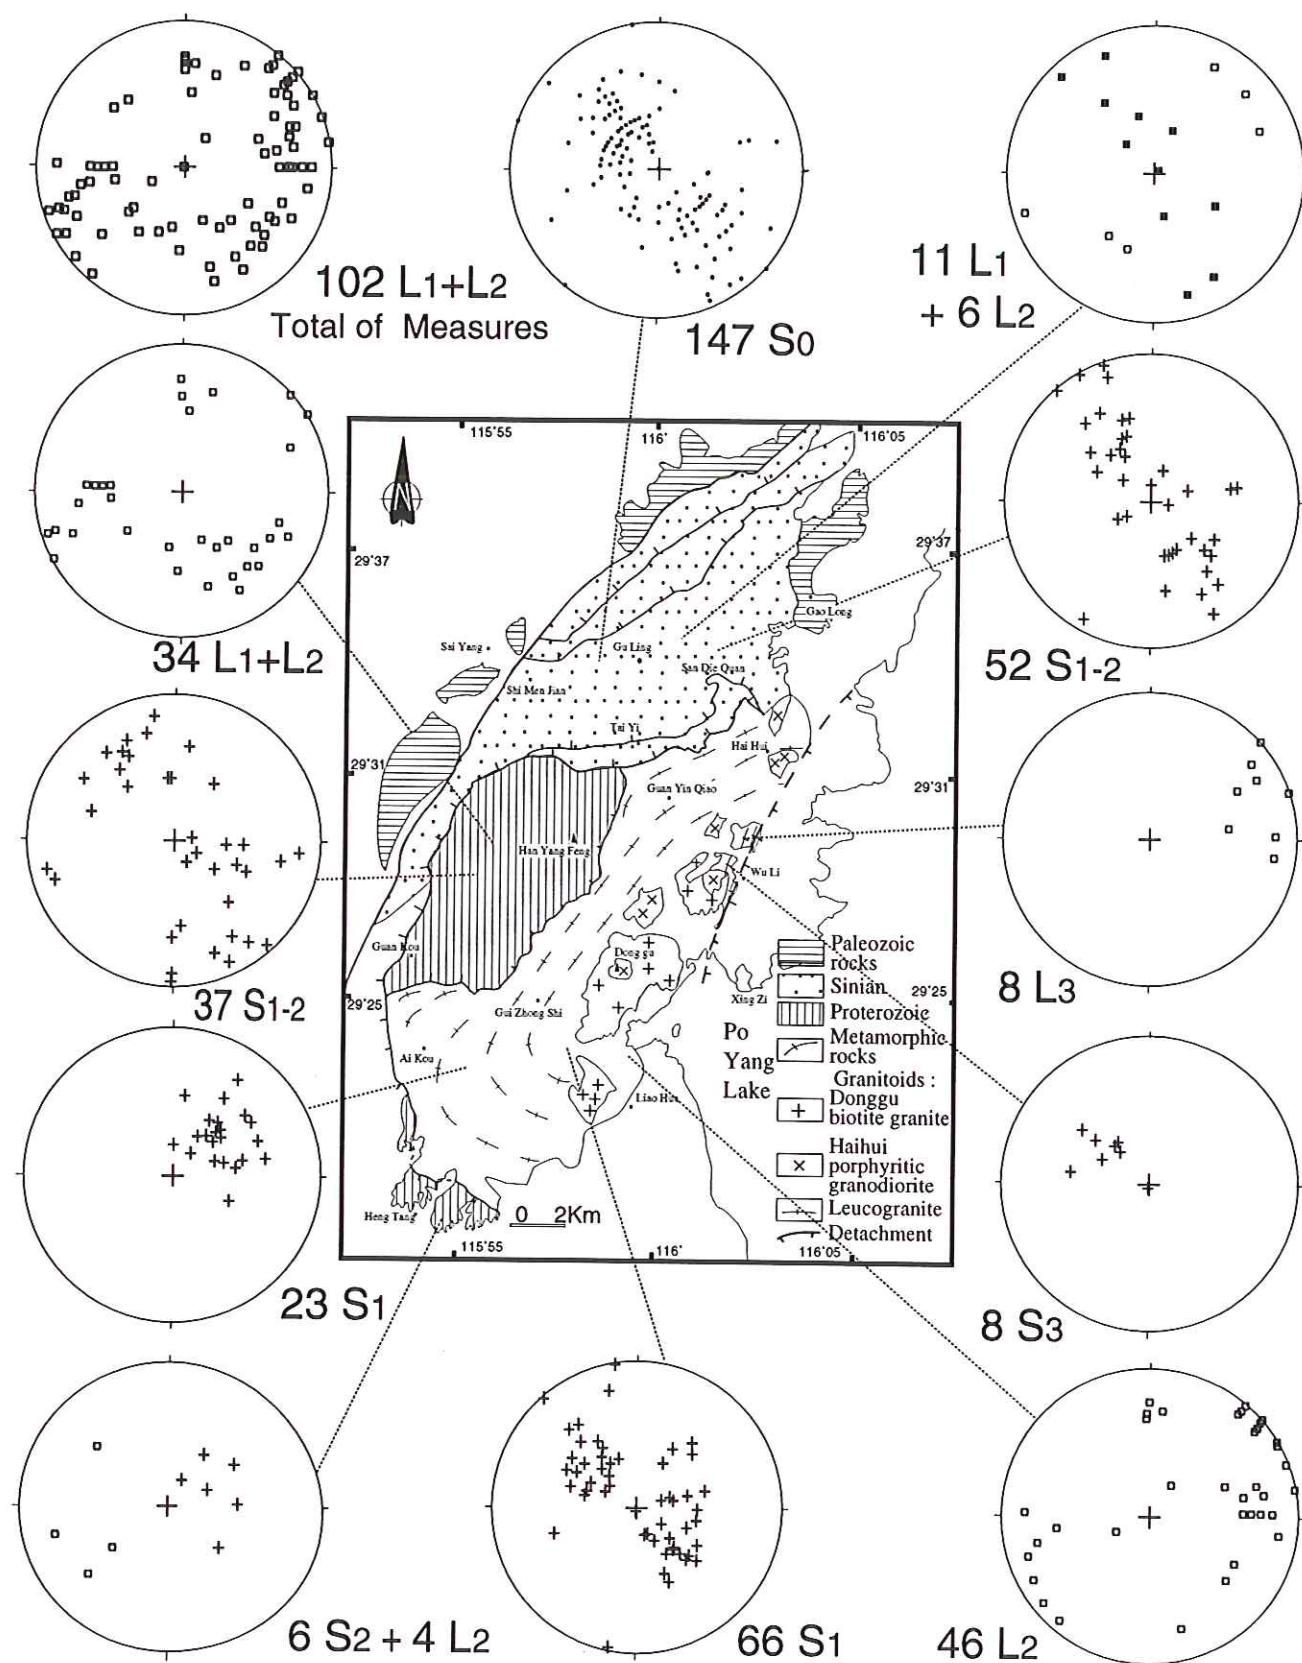 102 L1+L2
Total of Measures
147 S0
11 L1
+ 6 L2
34 L1+L2
52 S1-2
37 S1-2
8 L3
23 S1
8 S3
6 S2 + 4 L2
66 S1
46 L2
115°55
116°
116°05
N
29°37
29°37
Gao Long
Sai Yang
Gu Ling
San Die Quan
Shi Men Jian
Tai Yi
Hai Hui
29°31
29°31
Guan Yin Qiao
Han Yang Feng
Wu Li
Guan Kou
Dong gu
29°25
29°25
Gui Zhong Shi
Xing Zi
Ai Kou
Po
Yang
Lake
Liao Hua
Heng Tang
0 2Km
115°55
116°
116°05
Paleozoic
rocks
Sinian
Proterozoic
Metamorphic
rocks
Granitoids :
Donggu
biotite granite
Haihui
porphyritic
granodiorite
Leucogranite
Detachment